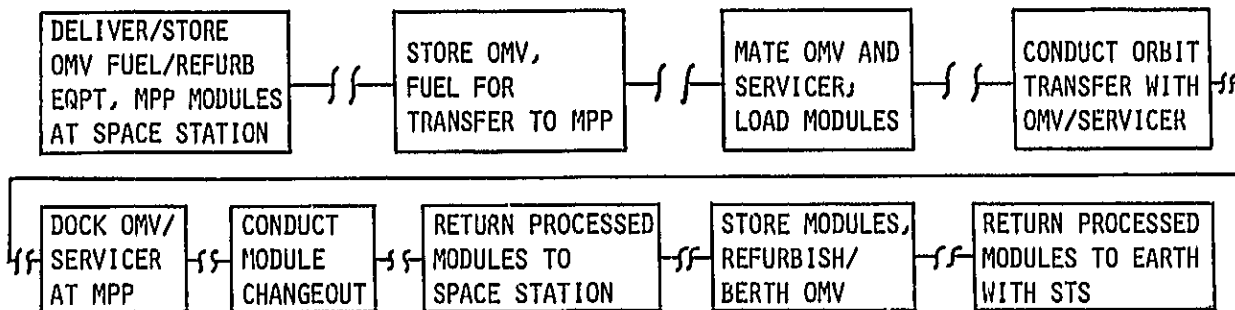 DELIVER/STORE
OMV FUEL/REFURB
EQPT, MPP MODULES
AT SPACE STATION
STORE OMV,
FUEL FOR
TRANSFER TO MPP
MATE OMV AND
SERVICER;
LOAD MODULES
CONDUCT ORBIT
TRANSFER WITH
OMV/SERVICER
DOCK OMV/
SERVICER
AT MPP
CONDUCT
MODULE
CHANGEOUT
RETURN PROCESSED
MODULES TO
SPACE STATION
STORE MODULES,
REFURBISH/
BERTH OMV
RETURN PROCESSED
MODULES TO EARTH
WITH STS